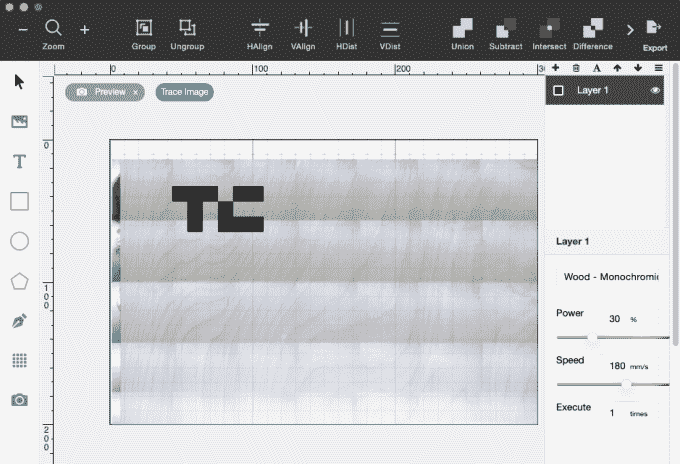 Zoom
Group
Ungroup
HAlign
VAlign
HDist
VDist
Union
Subtract
Intersect
Difference
Export
0
100
200
Preview ×
Trace Image
Layer 1
0
100
200
TC
T
A
Layer 1
Wood - Monochromic
Power
30 %
Speed
180 mm/s
Execute
1 times